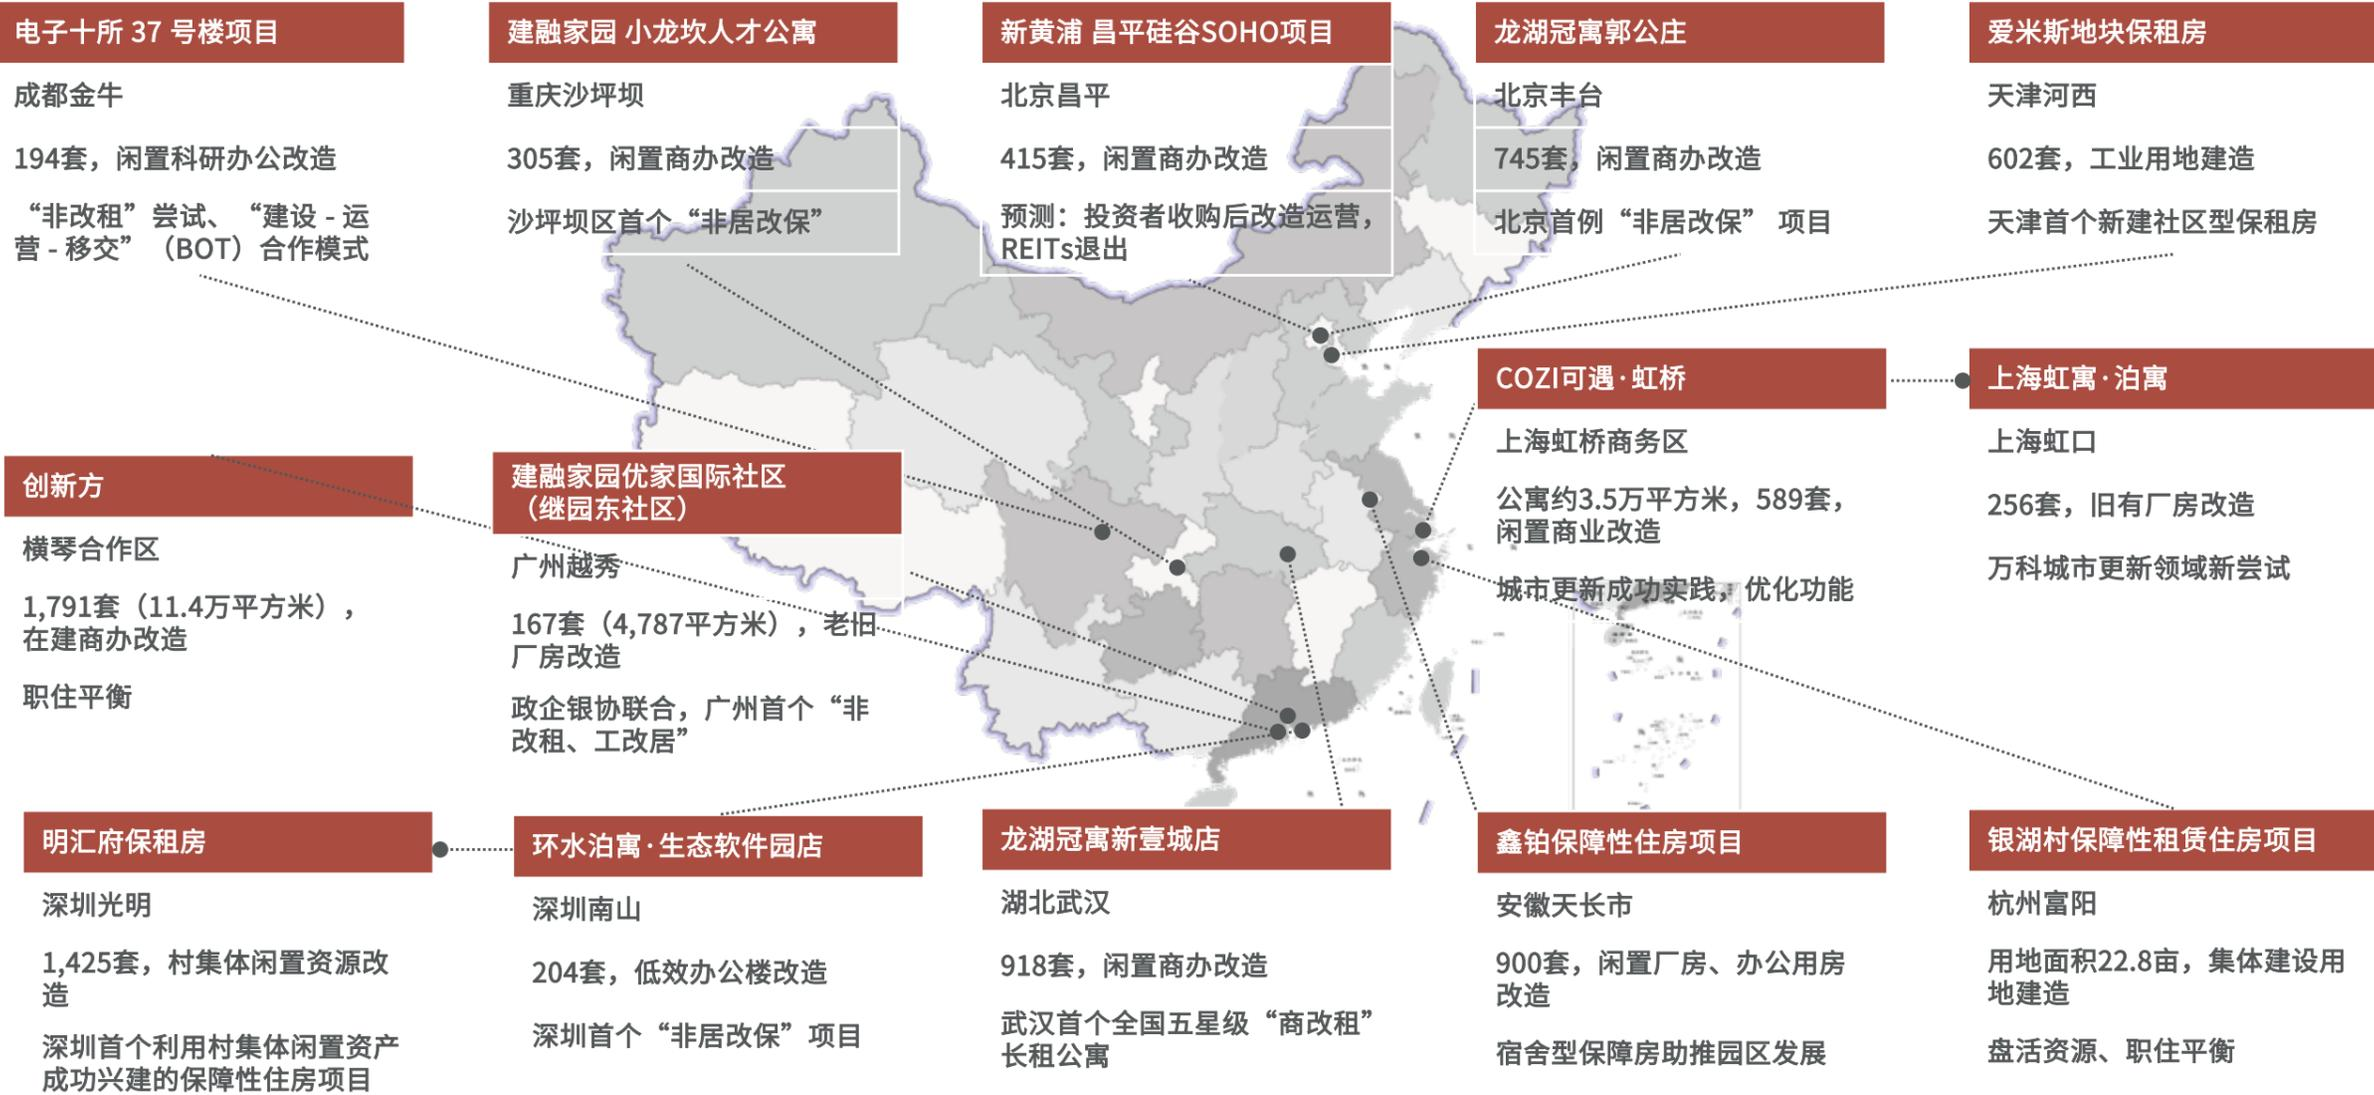 电子十所 37 号楼项目
成都金牛
194套，闲置科研办公改造
“非改租”尝试、“建设 - 运
营 - 移交”（BOT）合作模式
建融家园 小龙坎人才公寓
重庆沙坪坝
305套，闲置商办改造
沙坪坝区首个“非居改保”
新黄浦 昌平硅谷SOHO项目
北京昌平
415套，闲置商办改造
预测：投资者收购后改造运营，
REITs退出
龙湖冠寓郭公庄
北京丰台
745套，闲置商办改造
北京首例“非居改保” 项目
爱米斯地块保租房
天津河西
602套，工业用地建造
天津首个新建社区型保租房
创新方
横琴合作区
1,791套（11.4万平方米），
在建商办改造
职住平衡
建融家园优家国际社区
（继园东社区）
广州越秀
167套（4,787平方米），老旧
厂房改造
政企银协联合，广州首个“非
改租、工改居”
COZI可遇·虹桥
上海虹桥商务区
公寓约3.5万平方米，589套，
闲置商业改造
城市更新成功实践，优化功能
上海虹寓·泊寓
上海虹口
256套，旧有厂房改造
万科城市更新领域新尝试
明汇府保租房
深圳光明
1,425套，村集体闲置资源改
造
深圳首个利用村集体闲置资产
成功兴建的保障性住房项目
环水泊寓·生态软件园店
深圳南山
204套，低效办公楼改造
深圳首个“非居改保”项目
龙湖冠寓新壹城店
湖北武汉
918套，闲置商办改造
武汉首个全国五星级“商改租”
长租公寓
鑫铂保障性住房项目
安徽天长市
900套，闲置厂房、办公用房
改造
宿舍型保障房助推园区发展
银湖村保障性租赁住房项目
杭州富阳
用地面积22.8亩，集体建设用
地建造
盘活资源、职住平衡